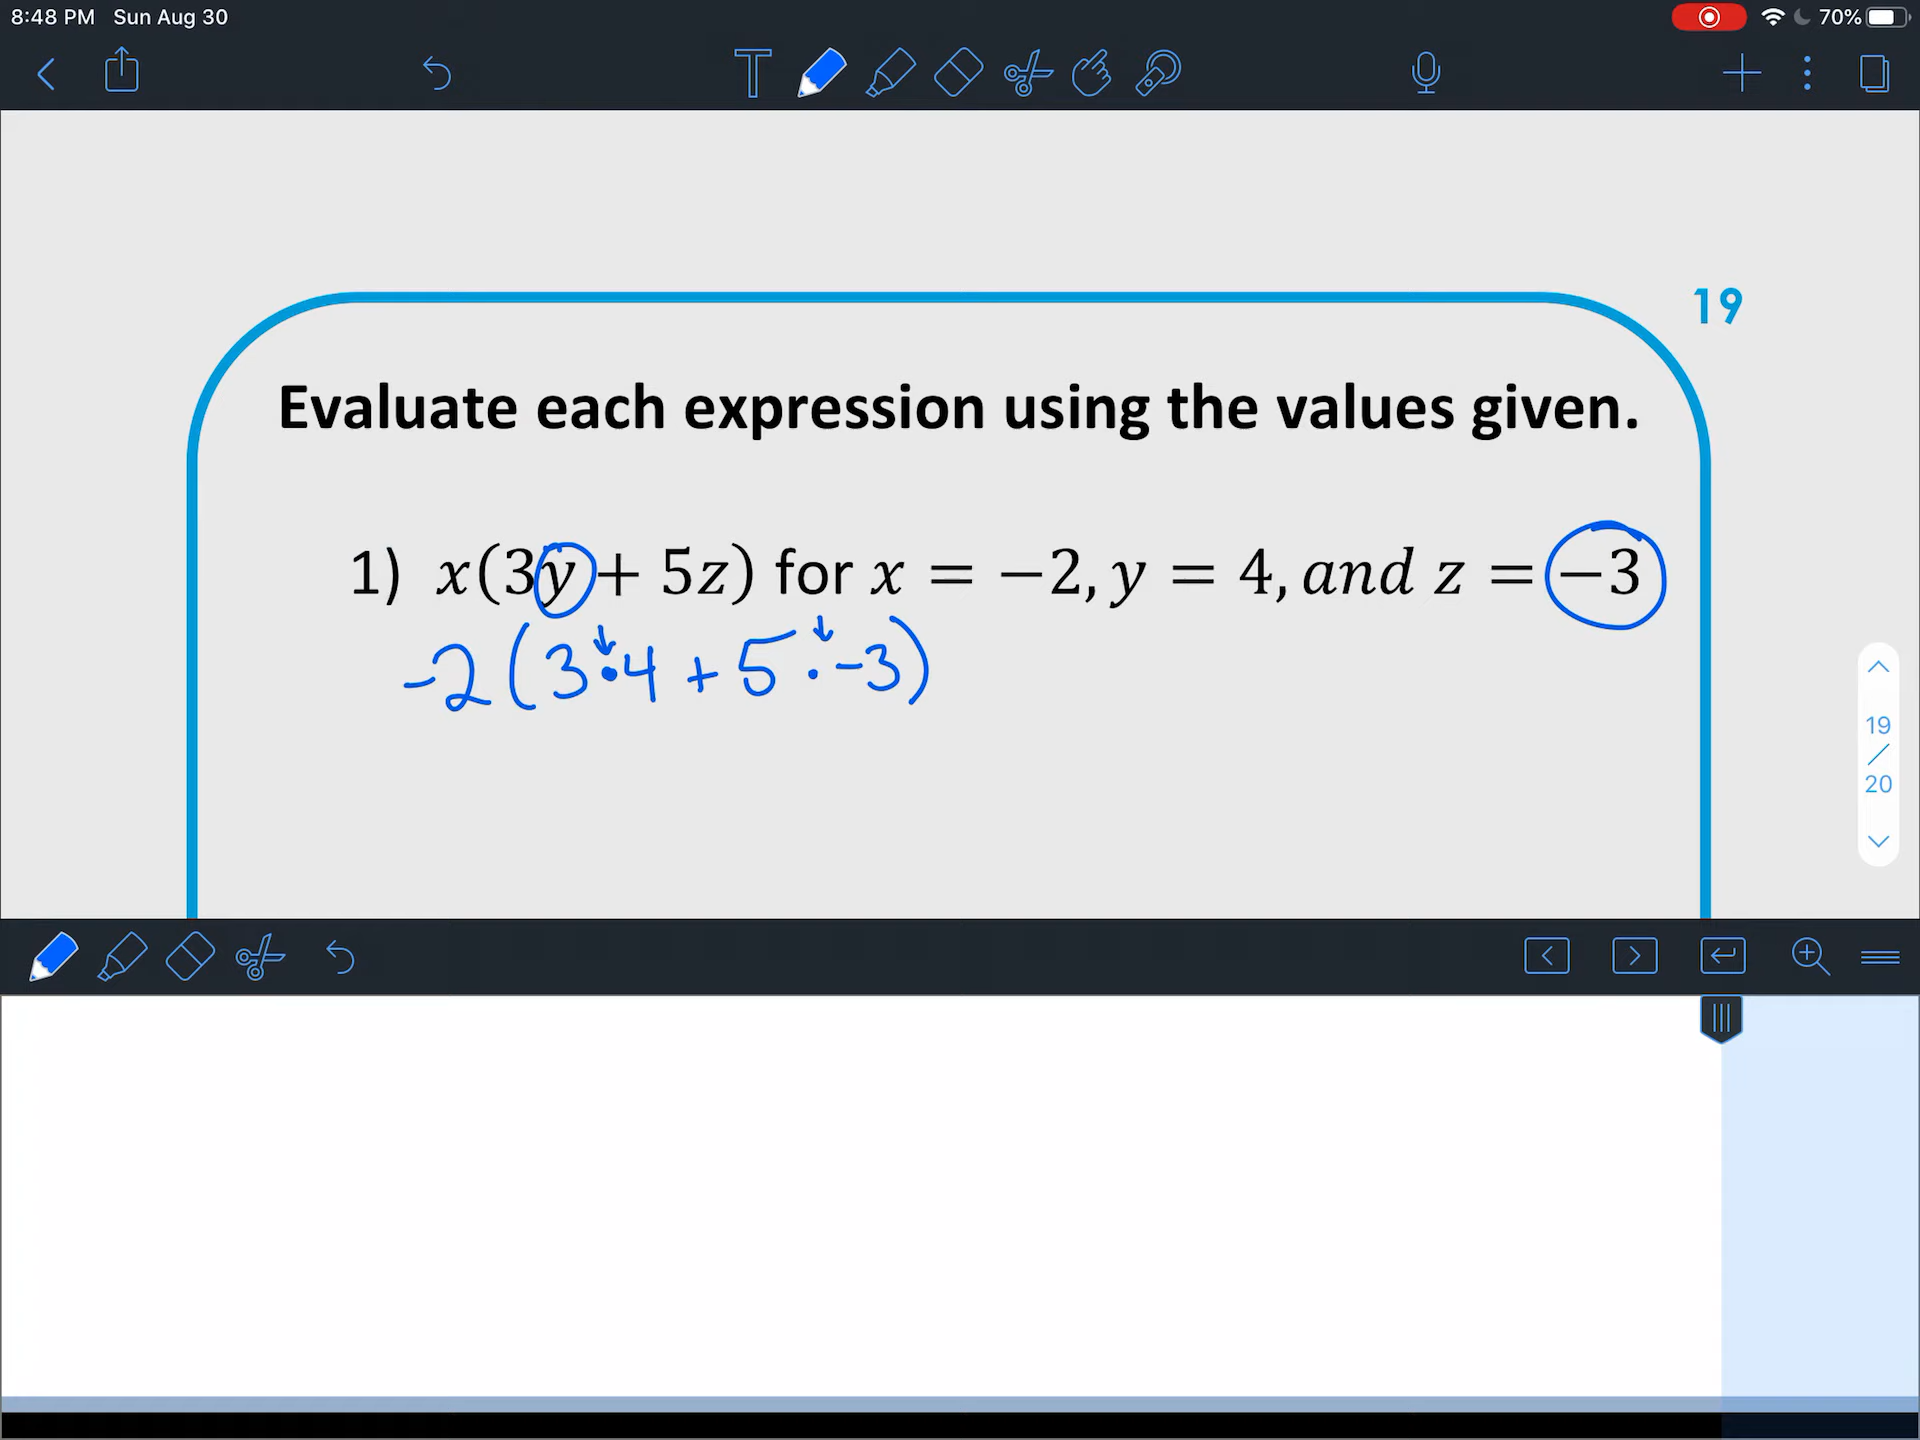 8:48 PM Sun Aug 30
70%
19
Evaluate each expression using the values given.
1) x(3y + 5z) for x = −2, y = 4, and z = −3
-2(3•4 + 5•-3)
19
/
20